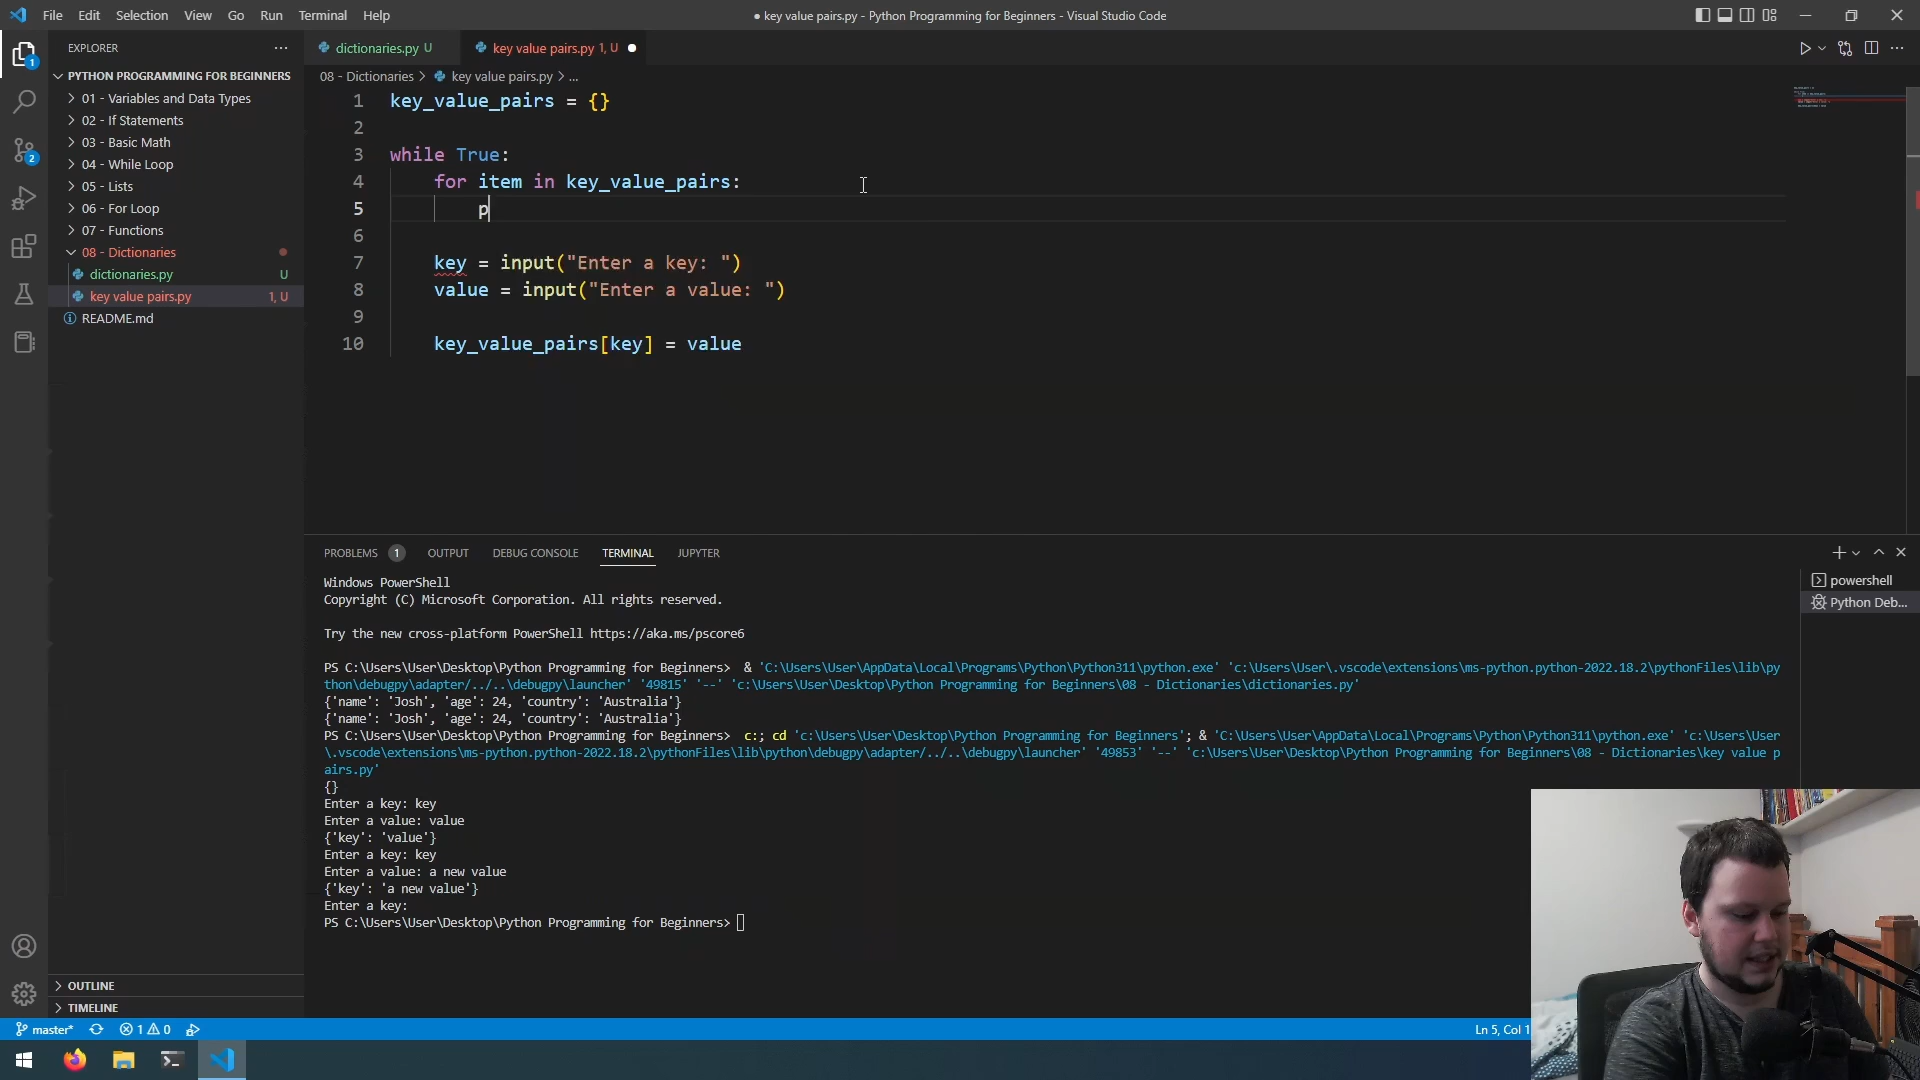 File Edit Selection View Go Run Terminal Help
● key value pairs.py - Python Programming for Beginners - Visual Studio Code
EXPLORER
PYTHON PROGRAMMING FOR BEGINNERS
01 - Variables and Data Types
02 - If Statements
03 - Basic Math
04 - While Loop
05 - Lists
06 - For Loop
07 - Functions
08 - Dictionaries
dictionaries.py U
key value pairs.py 1, U
README.md
OUTLINE
TIMELINE
1
2
dictionaries.py U key value pairs.py 1, U
08 - Dictionaries > key value pairs.py > ...
1 key_value_pairs = {}
2
3 while True:
4 for item in key_value_pairs:
5 p
6
7 key = input("Enter a key: ")
8 value = input("Enter a value: ")
9
10 key_value_pairs[key] = value
PROBLEMS 1 OUTPUT DEBUG CONSOLE TERMINAL JUPYTER
powershell
Python Deb...
Windows PowerShell
Copyright (C) Microsoft Corporation. All rights reserved.
Try the new cross-platform PowerShell https://aka.ms/pscore6
PS C:\Users\User\Desktop\Python Programming for Beginners> & 'C:\Users\User\AppData\Local\Programs\Python\Python311\python.exe' 'c:\Users\User\.vscode\extensions\ms-python.python-2022.18.2\pythonFiles\lib\py
thon\debugpy\adapter/../..\debugpy\launcher' '49815' '--' 'c:\Users\User\Desktop\Python Programming for Beginners\08 - Dictionaries\dictionaries.py'
{'name': 'Josh', 'age': 24, 'country': 'Australia'}
{'name': 'Josh', 'age': 24, 'country': 'Australia'}
PS C:\Users\User\Desktop\Python Programming for Beginners> c:; cd 'c:\Users\User\Desktop\Python Programming for Beginners'; & 'C:\Users\User\AppData\Local\Programs\Python\Python311\python.exe' 'c:\Users\User
\.vscode\extensions\ms-python.python-2022.18.2\pythonFiles\lib\python\debugpy\adapter/../..\debugpy\launcher' '49853' '--' 'c:\Users\User\Desktop\Python Programming for Beginners\08 - Dictionaries\key value p
airs.py'
{}
Enter a key: key
Enter a value: value
{'key': 'value'}
Enter a key: key
Enter a value: a new value
{'key': 'a new value'}
Enter a key:
PS C:\Users\User\Desktop\Python Programming for Beginners>
master* 1 0
Ln 5, Col 1